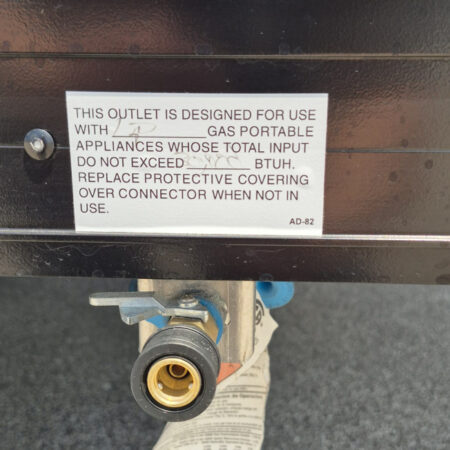 THIS OUTLET IS DESIGNED FOR USE
WITH LP GAS PORTABLE
APPLIANCES WHOSE TOTAL INPUT
DO NOT EXCEED BTUH.
REPLACE PROTECTIVE COVERING
OVER CONNECTOR WHEN NOT IN
USE.
AD-82